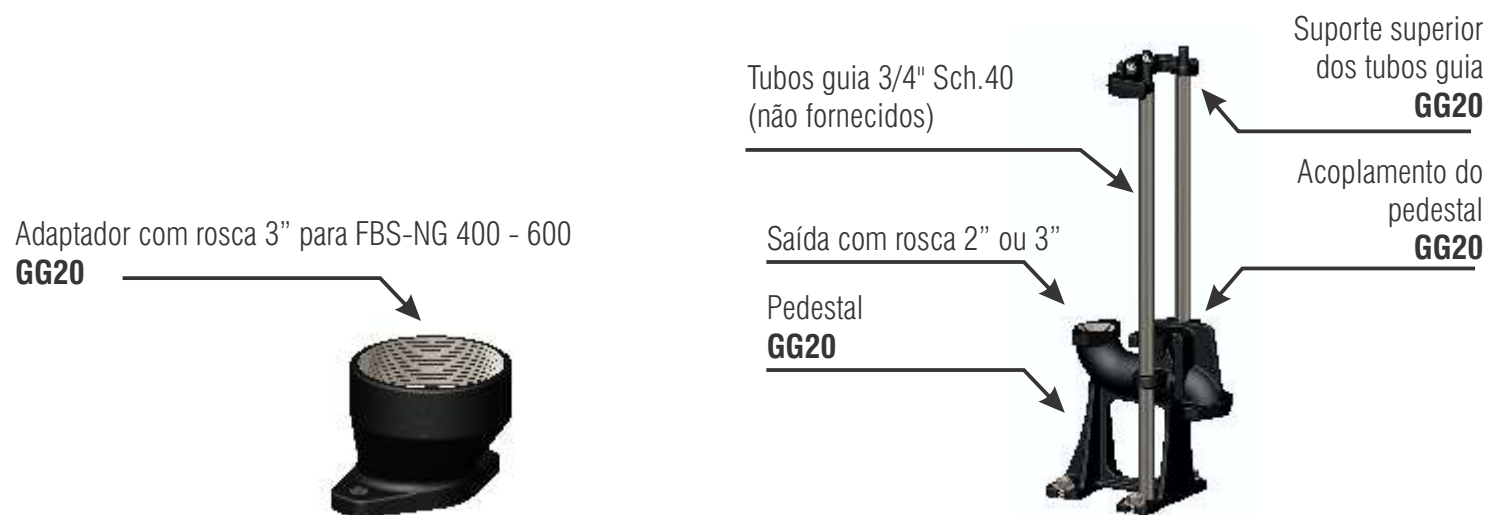 Adaptador com rosca 3” para FBS-NG 400 - 600
GG20
Tubos guia 3/4" Sch.40
(não fornecidos)
Saída com rosca 2” ou 3”
Pedestal
GG20
Suporte superior
dos tubos guia
GG20
Acoplamento do
pedestal
GG20